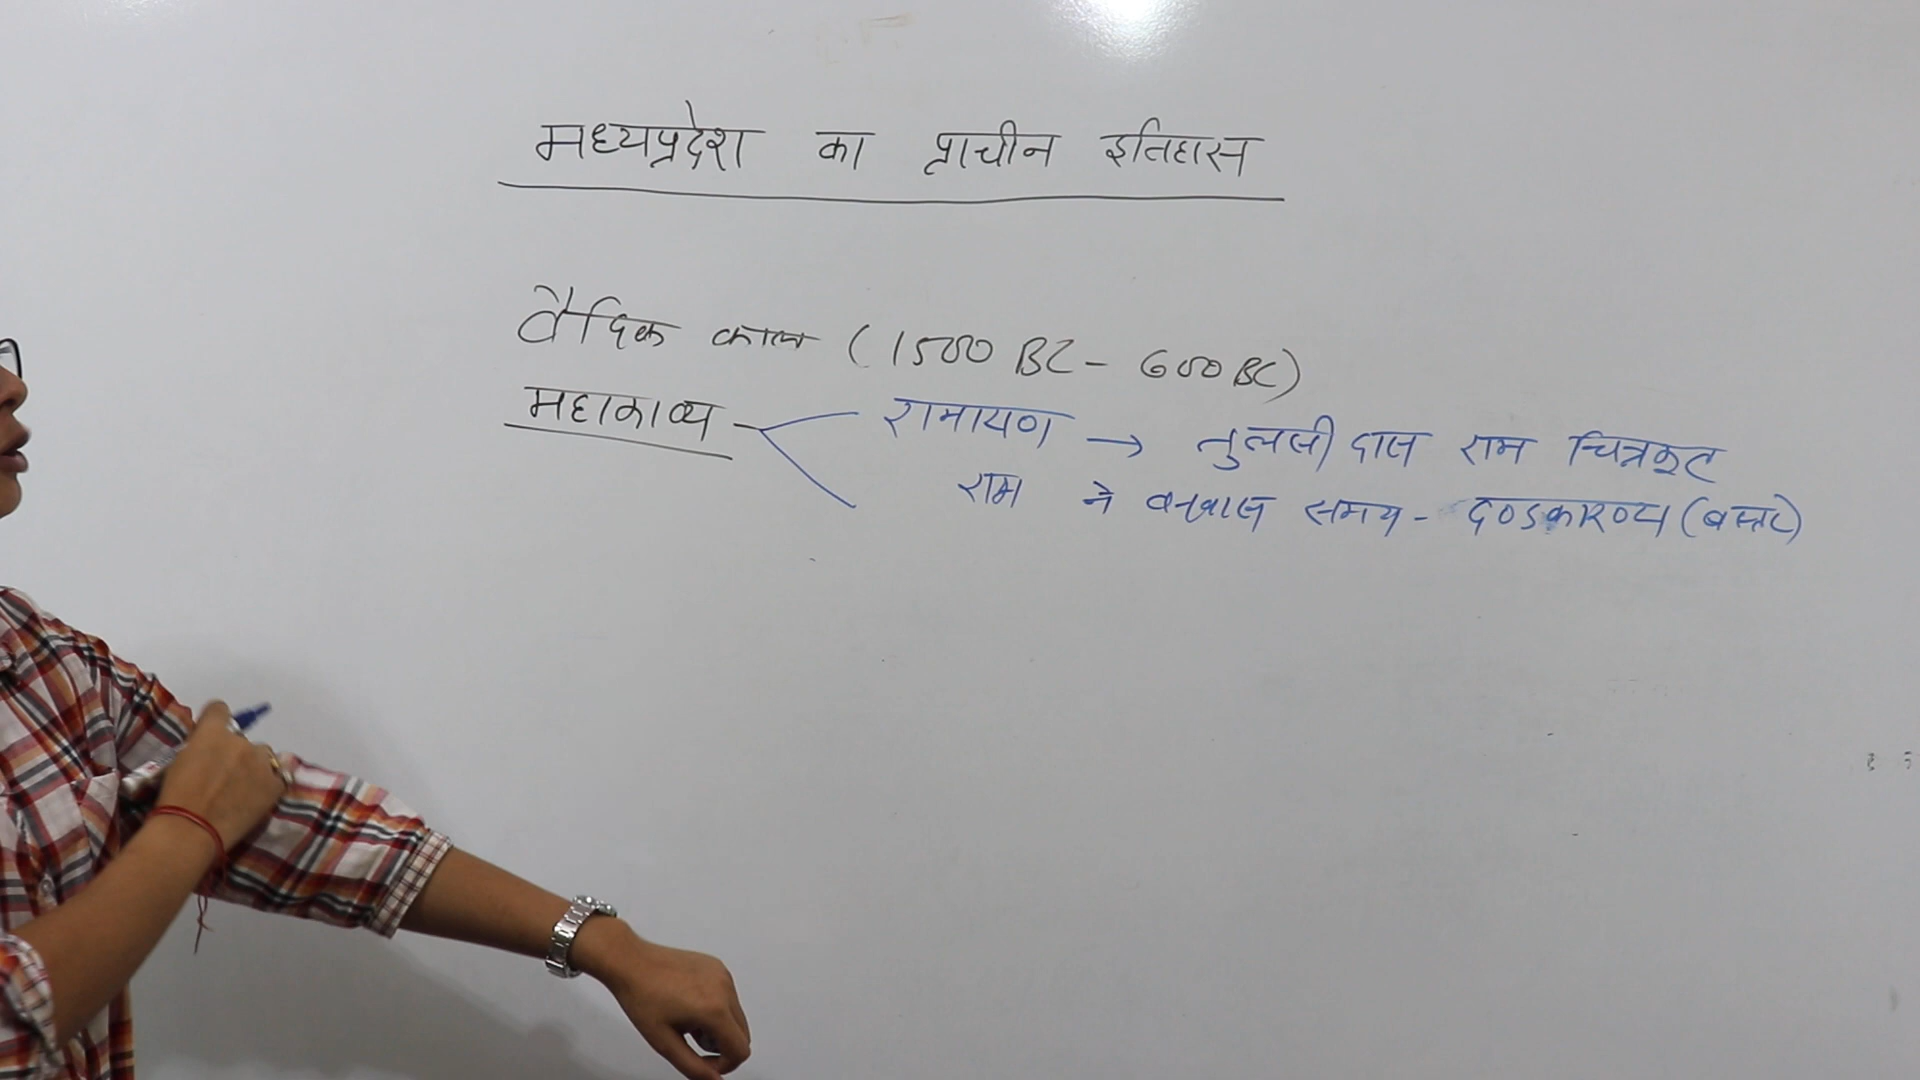 मध्यप्रदेश का प्राचीन इतिहास
वैदिक काल (1500 BC - 600 BC)
महाकाव्य
रामायण → तुलसीदास राम चित्रकूट
राम ने वनवास समय - दण्डकारण्य (बस्तर)